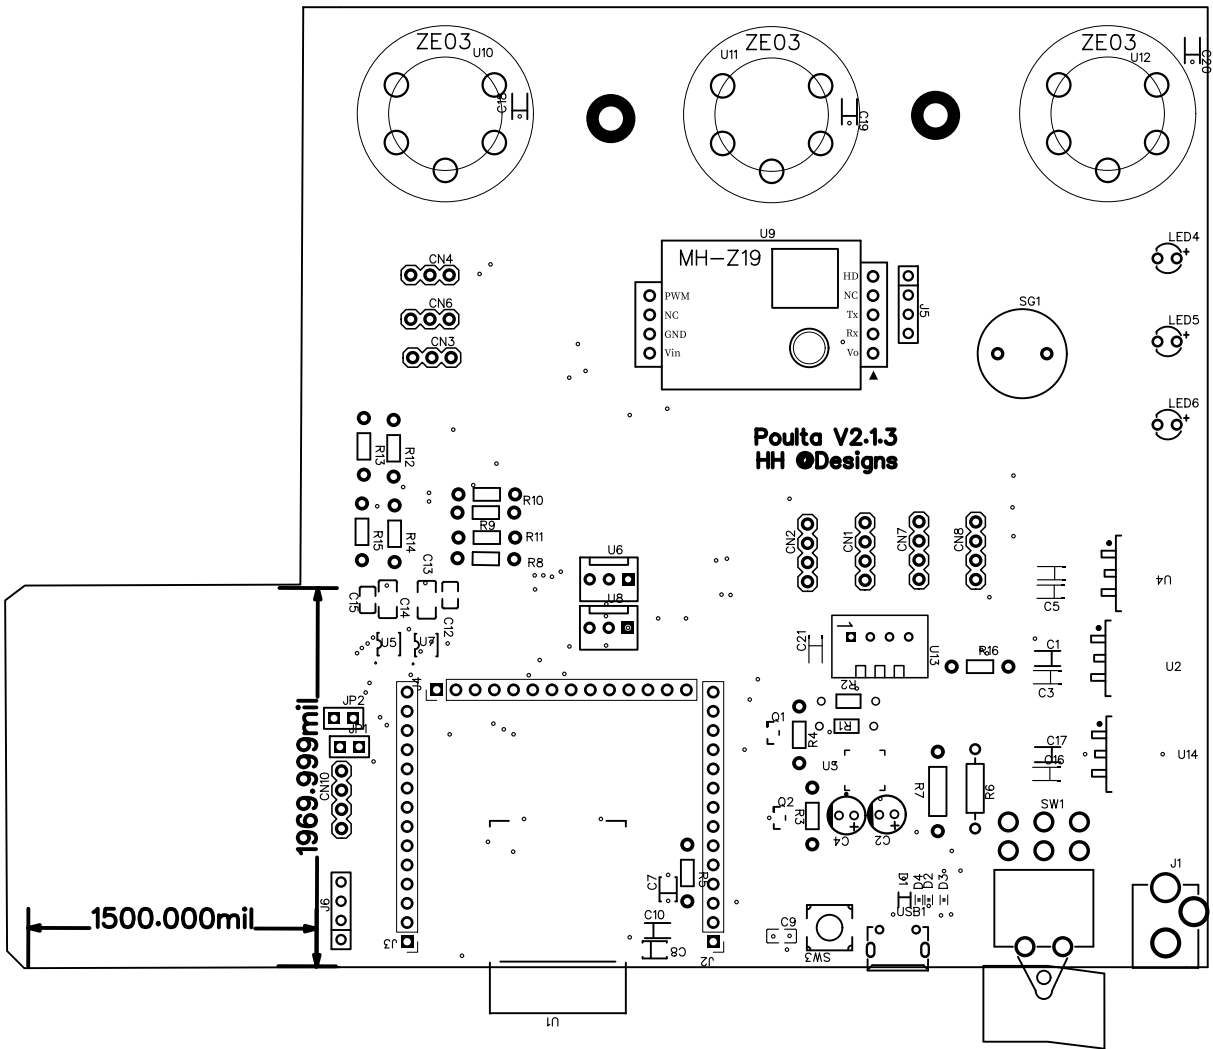 ZE03
U10
C18
ZE03
U11
C19
ZE03
U12
C20
U9
MH-Z19
HD
NC
Tx
Rx
Vo
PWM
NC
GND
Vin
J5
CN4
CN6
CN3
SG1
LED4
+
LED5
+
LED6
+
Poulta V2.1.3
HH @Designs
R13
R12
R15
R14
R10
R9
R11
R8
CN2
CN1
CN7
CN8
U6
U8
C15
C14
C13
C12
U5
U7
U4
C5
C21
1
U13
R16
C1
C3
U2
J4
R2
R1
Q1
R4
U3
JP2
JP1
CN10
1969.999mil
C17
C16
U14
Q2
R3
C4
+
C2
+
R7
R6
SW1
J1
R5
C7
C10
C8
D1
D4
D2
D3
USB1
C9
SW3
J6
1500.000mil
J3
J2
U1